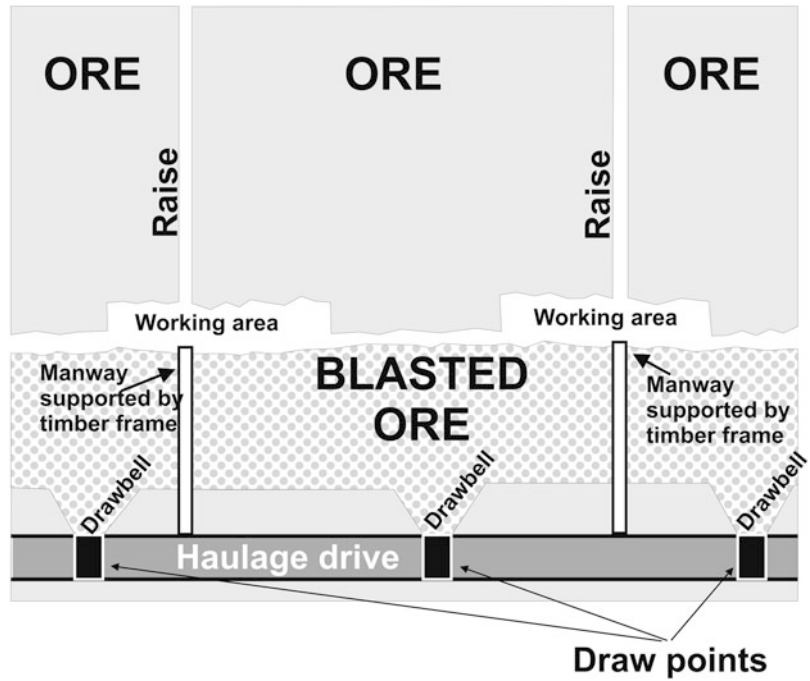 ORE
ORE
ORE
Raise
Raise
Working area
Working area
Manway
supported by
timber frame
BLASTED
ORE
Manway
supported by
timber frame
Drawbell
Drawbell
Drawbell
Haulage drive
Draw points